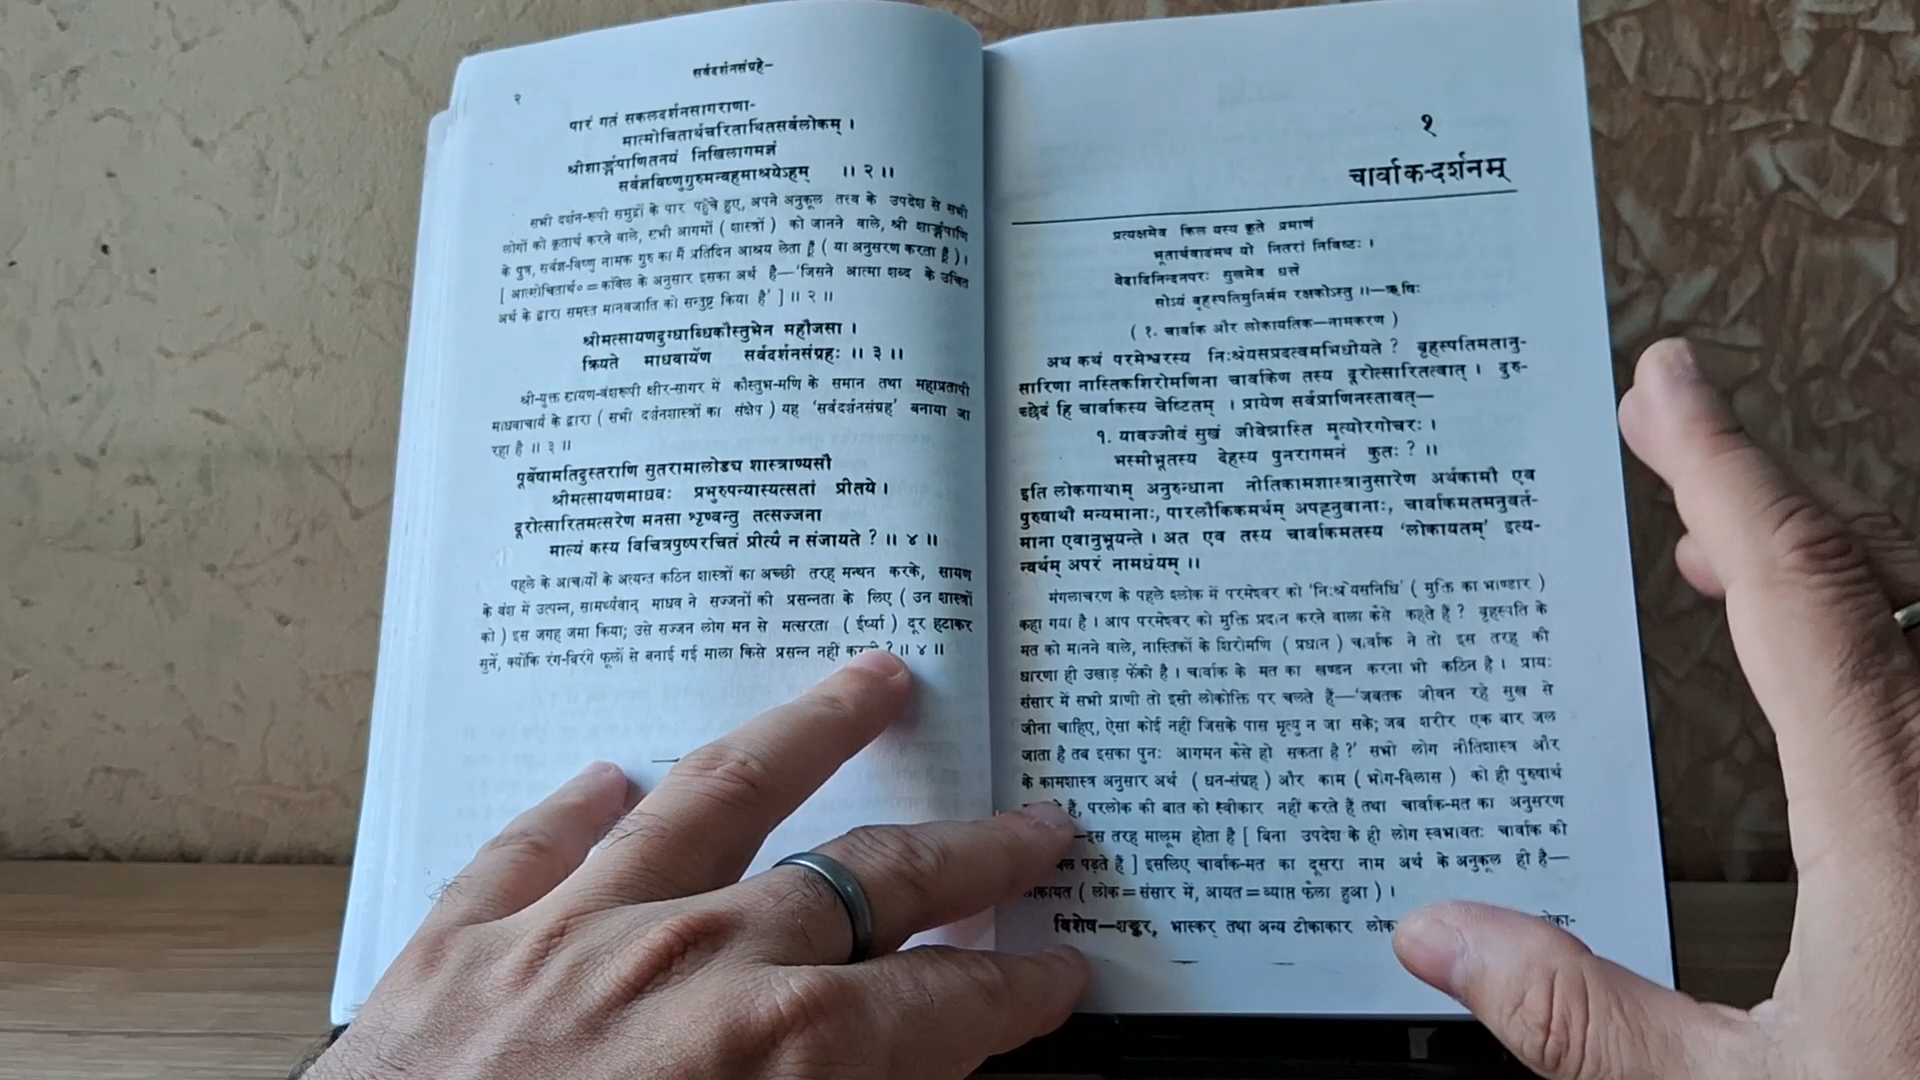 सर्वदर्शनसंग्रहे–
२
पारं गतं सकलदर्शनसागराणा-
मात्मोचितार्थचरितार्थितसर्वलोकम् ।
श्रीशार्ङ्गपाणितनयं निखिलागमज्ञं
सर्वज्ञविष्णुगुरुमन्वहमाश्रयेऽहम् ॥ २ ॥
सभी दर्शन-रूपी समुद्रों के पार पहुँचे हुए, अपने अनुकूल तत्त्व के उपदेश से सभी
लोगों को कृतार्थ करने वाले, सभी आगमों ( शास्त्रों ) को जानने वाले, श्री शार्ङ्गपाणि
के पुत्र, सर्वज्ञ-विष्णु नामक गुरु का मैं प्रतिदिन आश्रय लेता हूँ ( या अनुसरण करता हूँ ) ।
[ आत्मोचितार्थ० = कॉवेल के अनुसार इसका अर्थ है—'जिसने आत्मा शब्द के उचित
अर्थ के द्वारा समस्त मानवजाति को सन्तुष्ट किया है' ] ॥ २ ॥
श्रीमत्सायणदुग्धाब्धिकौस्तुभेन महौजसा ।
क्रियते माधवार्येण सर्वदर्शनसंग्रहः ॥ ३ ॥
श्री-युक्त सायण-वंशरूपी क्षीर-सागर में कौस्तुभ-मणि के समान तथा महाप्रतापी
माधवाचार्य के द्वारा ( सभी दर्शनशास्त्रों का संक्षेप ) यह 'सर्वदर्शनसंग्रह' बनाया जा
रहा है ॥ ३ ॥
पूर्वेषामतिदुस्तराणि सुतरामालोड्य शास्त्राण्यसौ
श्रीमत्सायणमाधवः प्रभुरुपन्यास्यत्सतां प्रीतये ।
दूरोत्सारितमत्सरेण मनसा शृण्वन्तु तत्सज्जना
माल्यं कस्य विचित्रपुष्परचितं प्रीत्यै न संजायते ? ॥ ४ ॥
पहले के आचार्यों के अत्यन्त कठिन शास्त्रों का अच्छी तरह मन्थन करके, सायण
के वंश में उत्पन्न, सामर्थ्यवान् माधव ने सज्जनों की प्रसन्नता के लिए ( उन शास्त्रों
को ) इस जगह जमा किया; उसे सज्जन लोग मन से मत्सरता ( ईर्ष्या ) दूर हटाकर
सुनें, क्योंकि रंग-बिरंगे फूलों से बनाई गई माला किसे प्रसन्न नहीं ? ॥ ४ ॥
१
चार्वाक-दर्शनम्
प्रत्यक्षमेव किल यस्य कृते प्रमाणं
भूतार्थवादमथ यो नितरां निविष्टः ।
वेदादिनिन्दनपरः सुखमेव धत्ते
सोऽयं बृहस्पतिमुनिर्मम रक्षकोऽस्तु ॥—ऋषिः
( १. चार्वाक और लोकायतिक—नामकरण )
अथ कथं परमेश्वरस्य निःश्रेयसप्रदत्वमभिधीयते ? बृहस्पतिमतानु-
सारिणा नास्तिकशिरोमणिना चार्वाकेण तस्य दूरोत्सारितत्वात् । दुरु-
च्छेदं हि चार्वाकस्य चेष्टितम् । प्रायेण सर्वप्राणिनस्तावत्—
१. यावज्जीवं सुखं जीवेन्नास्ति मृत्योरगोचरः ।
भस्मीभूतस्य देहस्य पुनरागमनं कुतः ? ॥
इति लोकगाथाम् अनुरुन्धाना नीतिकामशास्त्रानुसारेण अर्थकामौ एव
पुरुषार्थौ मन्यमानाः, पारलौकिकमर्थम् अपह्नुवानाः, चार्वाकमतमनुवर्त-
माना एवानुभूयन्ते । अत एव तस्य चार्वाकमतस्य 'लोकायतम्' इत्य-
न्वर्थम् अपरं नामधेयम् ॥
मंगलाचरण के पहले श्लोक में परमेश्वर को 'निःश्रेयसनिधि' ( मुक्ति का भाण्डार )
कहा गया है । आप परमेश्वर को मुक्ति प्रदान करने वाला कैसे कहते हैं ? बृहस्पति के
मत को मानने वाले, नास्तिकों के शिरोमणि ( प्रधान ) चार्वाक ने तो इस तरह की
धारणा ही उखाड़ फेंकी है । चार्वाक के मत का खण्डन करना भी कठिन है । प्रायः
संसार में सभी प्राणी तो इसी लोकोक्ति पर चलते हैं—'जबतक जीवन रहे सुख से
जीना चाहिए, ऐसा कोई नहीं जिसके पास मृत्यु न जा सके; जब शरीर एक बार जल
जाता है तब इसका पुनः आगमन कैसे हो सकता है ?' सभी लोग नीतिशास्त्र और
के कामशास्त्र अनुसार अर्थ ( धन-संग्रह ) और काम ( भोग-विलास ) को ही पुरुषार्थ
हैं, परलोक की बात को स्वीकार नहीं करते हैं तथा चार्वाक-मत का अनुसरण
—इस तरह मालूम होता है [ बिना उपदेश के ही लोग स्वभावतः चार्वाक की
पड़ते हैं ] इसलिए चार्वाक-मत का दूसरा नाम अर्थ के अनुकूल ही है—
लोकायत ( लोक = संसार में, आयत = व्याप्त फैला हुआ ) ।
विशेष—शङ्कर, भास्कर तथा अन्य टीकाकार